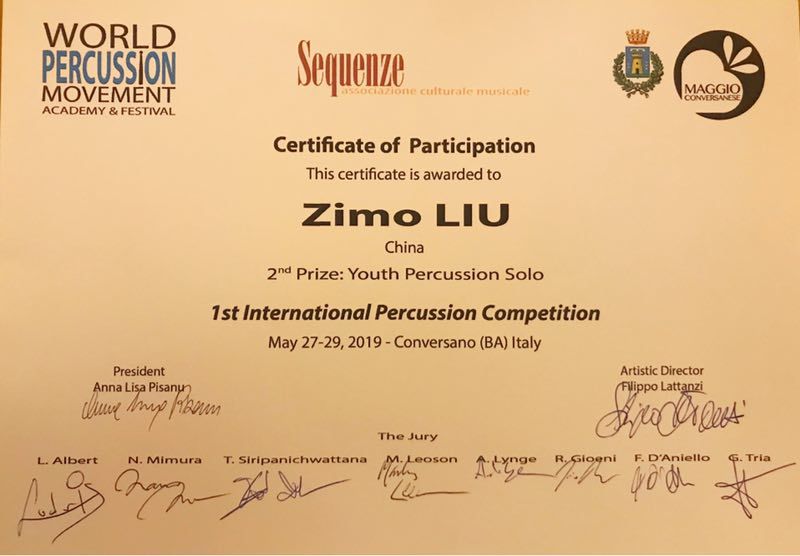 WORLD
PERCUSSION
MOVEMENT
ACADEMY & FESTIVAL
Sequenze
associazione culturale musicale
MAGGIO
CONVERSANESE
Certificate of Participation
This certificate is awarded to
Zimo LIU
China
2nd Prize: Youth Percussion Solo
1st International Percussion Competition
May 27-29, 2019 - Conversano (BA) Italy
President
Anna Lisa Pisanu
Artistic Director
Filippo Lattanzi
The Jury
L. Albert N. Mimura T. Siripanichwattana M. Leoson A. Lynge R. Gioeni F. D'Aniello G. Tria